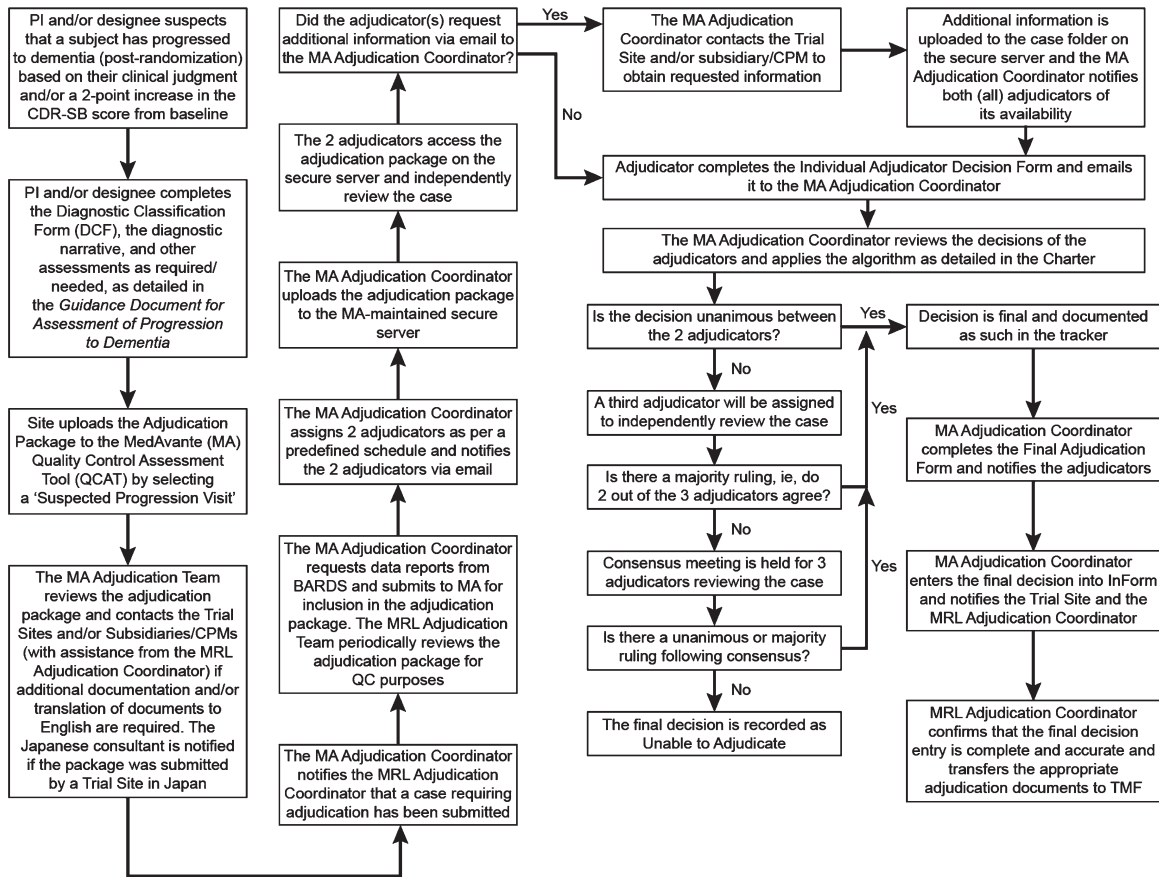 PI and/or designee suspects
that a subject has progressed
to dementia (post-randomization)
based on their clinical judgment
and/or a 2-point increase in the
CDR-SB score from baseline
PI and/or designee completes
the Diagnostic Classification
Form (DCF), the diagnostic
narrative, and other
assessments as required/
needed, as detailed in
the Guidance Document for
Assessment of Progression
to Dementia
Site uploads the Adjudication
Package to the MedAvante (MA)
Quality Control Assessment
Tool (QCAT) by selecting
a ‘Suspected Progression Visit’
The MA Adjudication Team
reviews the adjudication
package and contacts the Trial
Sites and/or Subsidiaries/CPMs
(with assistance from the MRL
Adjudication Coordinator) if
additional documentation and/or
translation of documents to
English are required. The
Japanese consultant is notified
if the package was submitted
by a Trial Site in Japan
The MA Adjudication Coordinator
notifies the MRL Adjudication
Coordinator that a case requiring
adjudication has been submitted
The MA Adjudication Coordinator
requests data reports from
BARDS and submits to MA for
inclusion in the adjudication
package. The MRL Adjudication
Team periodically reviews the
adjudication package for
QC purposes
The MA Adjudication Coordinator
assigns 2 adjudicators as per a
predefined schedule and notifies
the 2 adjudicators via email
The MA Adjudication Coordinator
uploads the adjudication package
to the MA-maintained secure
server
The 2 adjudicators access the
adjudication package on the
secure server and independently
review the case
Did the adjudicator(s) request
additional information via email to
the MA Adjudication Coordinator?
Yes
The MA Adjudication
Coordinator contacts the Trial
Site and/or subsidiary/CPM to
obtain requested information
Additional information is
uploaded to the case folder on
the secure server and the MA
Adjudication Coordinator notifies
both (all) adjudicators of
its availability
No
Adjudicator completes the Individual Adjudicator Decision Form and emails
it to the MA Adjudication Coordinator
The MA Adjudication Coordinator reviews the decisions of the
adjudicators and applies the algorithm as detailed in the Charter
Is the decision unanimous between
the 2 adjudicators?
Yes
No
A third adjudicator will be assigned
to independently review the case
Is there a majority ruling, ie, do
2 out of the 3 adjudicators agree?
Yes
No
Consensus meeting is held for 3
adjudicators reviewing the case
Is there a unanimous or majority
ruling following consensus?
Yes
No
The final decision is recorded as
Unable to Adjudicate
Decision is final and documented
as such in the tracker
MA Adjudication Coordinator
completes the Final Adjudication
Form and notifies the adjudicators
MA Adjudication Coordinator
enters the final decision into InForm
and notifies the Trial Site and the
MRL Adjudication Coordinator
MRL Adjudication Coordinator
confirms that the final decision
entry is complete and accurate and
transfers the appropriate
adjudication documents to TMF